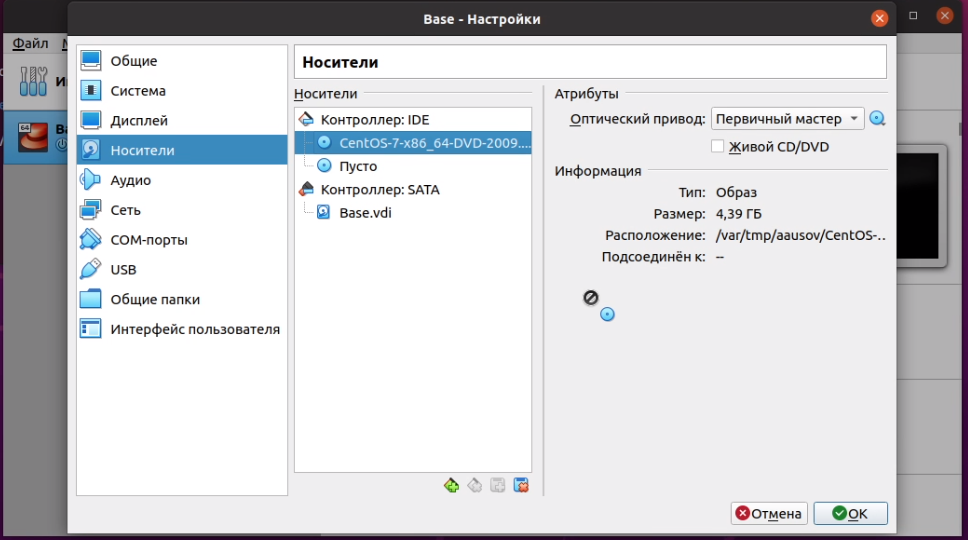 Base - Настройки
Файл
64
Общие
Система
Дисплей
Носители
Аудио
Сеть
COM-порты
USB
Общие папки
Интерфейс пользователя
Носители
Носители
Контроллер: IDE
CentOS-7-x86_64-DVD-2009....
Пусто
Контроллер: SATA
Base.vdi
Атрибуты
Оптический привод: Первичный мастер
Живой CD/DVD
Информация
Тип: Образ
Размер: 4,39 ГБ
Расположение: /var/tmp/aausov/CentOS-..
Подсоединён к: --
Отмена
OK